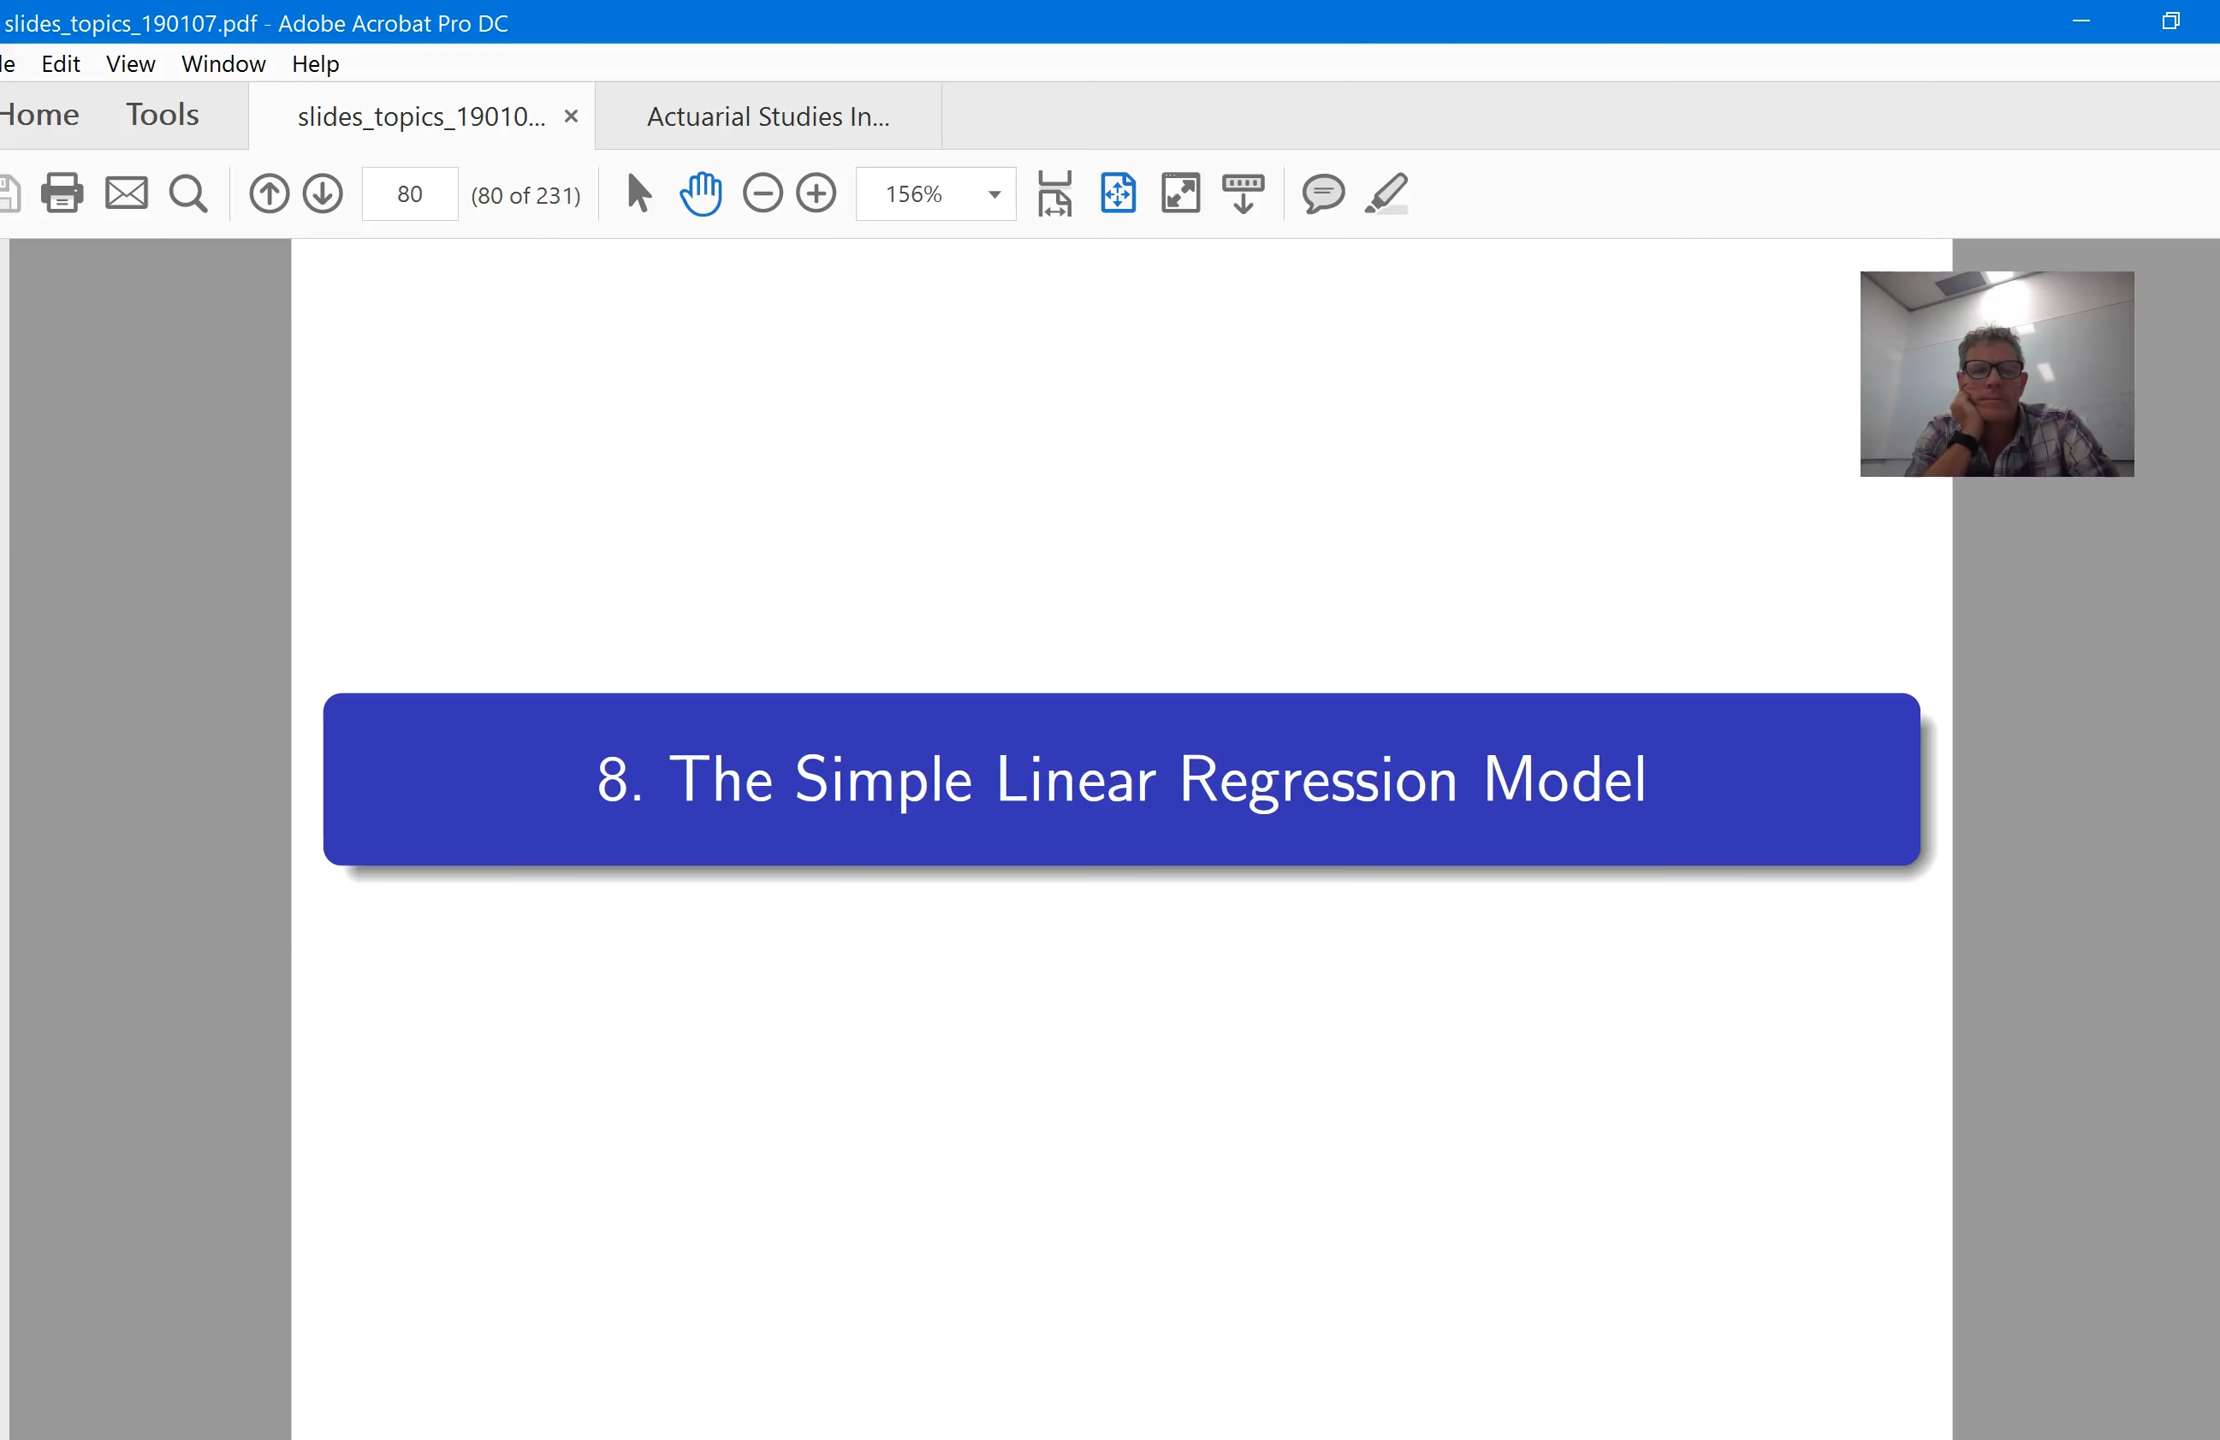 slides_topics_190107.pdf - Adobe Acrobat Pro DC
le Edit View Window Help
Home Tools slides_topics_19010... × Actuarial Studies In...
80 (80 of 231) 156%
8. The Simple Linear Regression Model